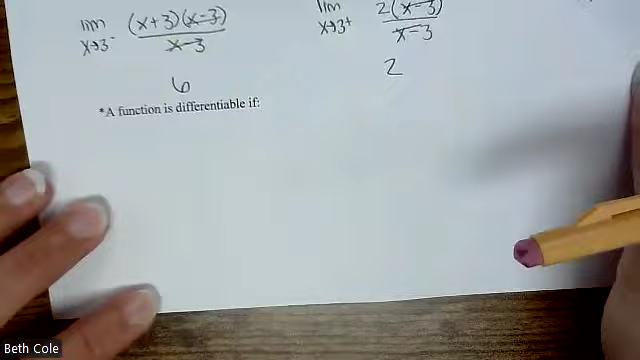 lim (x+3)(x-3) / x-3
x→3⁻
6
lim 2(x-3) / x-3
x→3⁺
2
*A function is differentiable if:
Beth Cole